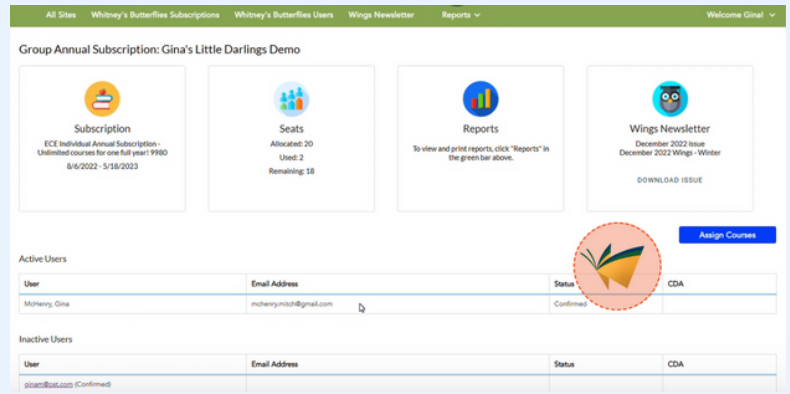 All Sites Whitney's Butterflies Subscriptions Whitney's Butterflies Users Wings Newsletter Reports Welcome Gina!
Group Annual Subscription: Gina's Little Darlings Demo
Subscription
ECE Individual Annual Subscription -
Unlimited courses for one full year! 9980
8/6/2022 - 5/18/2023
Seats
Allocated: 20
Used: 2
Remaining: 18
Reports
To view and print reports, click "Reports" in
the green bar above.
Wings Newsletter
December 2022 issue
December 2022 Wings - Winter
DOWNLOAD ISSUE
Assign Courses
Active Users
User Email Address Status CDA
McHenry, Gina mchenry.mitch@gmail.com Confirmed
Inactive Users
User Email Address Status CDA
ginam@pst.com (Confirmed)